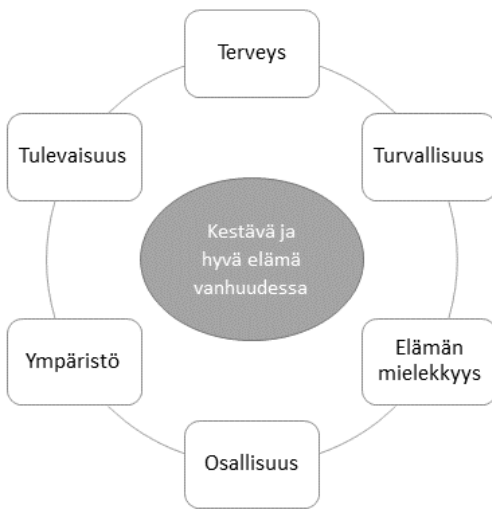 Terveys
Turvallisuus
Elämän
mielekkyys
Osallisuus
Ympäristö
Tulevaisuus
Kestävä ja
hyvä elämä
vanhuudessa